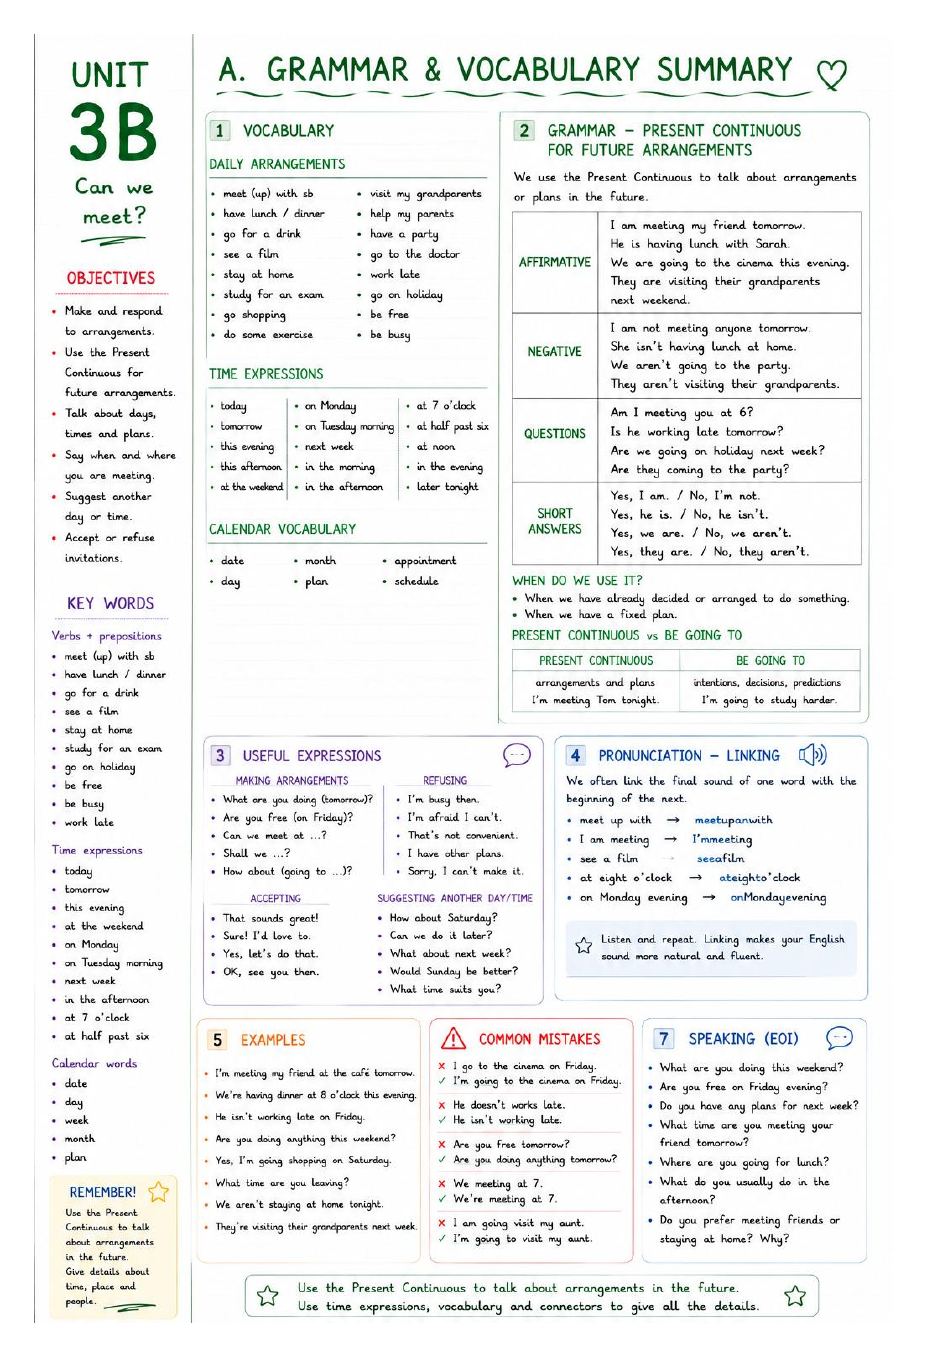 UNIT
3B
Can we
meet?
OBJECTIVES
• Make and respond
to arrangements.
• Use the Present
Continuous for
future arrangements.
• Talk about days,
times and plans.
• Say when and where
you are meeting.
• Suggest another
day or time.
• Accept or refuse
invitations.
KEY WORDS
Verbs + prepositions
• meet (up) with sb
• have lunch / dinner
• go for a drink
• see a film
• stay at home
• study for an exam
• go on holiday
• be free
• be busy
• work late
Time expressions
• today
• tomorrow
• this evening
• at the weekend
• on Monday
• on Tuesday morning
• next week
• in the afternoon
• at 7 o'clock
• at half past six
Calendar words
• date
• day
• week
• month
• plan
REMEMBER!
Use the Present
Continuous to talk
about arrangements
in the future.
Give details about
time, place and
people.
A. GRAMMAR & VOCABULARY SUMMARY
1 VOCABULARY
DAILY ARRANGEMENTS
• meet (up) with sb
• have lunch / dinner
• go for a drink
• see a film
• stay at home
• study for an exam
• go shopping
• do some exercise
• visit my grandparents
• help my parents
• have a party
• go to the doctor
• work late
• go on holiday
• be free
• be busy
TIME EXPRESSIONS
• today
• tomorrow
• this evening
• this afternoon
• at the weekend
• on Monday
• on Tuesday morning
• next week
• in the morning
• in the afternoon
• at 7 o'clock
• at half past six
• at noon
• in the evening
• later tonight
CALENDAR VOCABULARY
• date
• day
• month
• plan
• appointment
• schedule
2 GRAMMAR – PRESENT CONTINUOUS
FOR FUTURE ARRANGEMENTS
We use the Present Continuous to talk about arrangements
or plans in the future.
AFFIRMATIVE
I am meeting my friend tomorrow.
He is having lunch with Sarah.
We are going to the cinema this evening.
They are visiting their grandparents
next weekend.
NEGATIVE
I am not meeting anyone tomorrow.
She isn't having lunch at home.
We aren't going to the party.
They aren't visiting their grandparents.
QUESTIONS
Am I meeting you at 6?
Is he working late tomorrow?
Are we going on holiday next week?
Are they coming to the party?
SHORT
ANSWERS
Yes, I am. / No, I'm not.
Yes, he is. / No, he isn't.
Yes, we are. / No, we aren't.
Yes, they are. / No, they aren't.
WHEN DO WE USE IT?
• When we have already decided or arranged to do something.
• When we have a fixed plan.
PRESENT CONTINUOUS vs BE GOING TO
PRESENT CONTINUOUS
BE GOING TO
arrangements and plans
intentions, decisions, predictions
I'm meeting Tom tonight.
I'm going to study harder.
3 USEFUL EXPRESSIONS
MAKING ARRANGEMENTS
• What are you doing (tomorrow)?
• Are you free (on Friday)?
• Can we meet at ...?
• Shall we ...?
• How about (going to ...)?
REFUSING
• I'm busy then.
• I'm afraid I can't.
• That's not convenient.
• I have other plans.
• Sorry, I can't make it.
ACCEPTING
• That sounds great!
• Sure! I'd love to.
• Yes, let's do that.
• OK, see you then.
SUGGESTING ANOTHER DAY/TIME
• How about Saturday?
• Can we do it later?
• What about next week?
• Would Sunday be better?
• What time suits you?
4 PRONUNCIATION – LINKING
We often link the final sound of one word with the
beginning of the next.
• meet up with → meetupanwith
• I am meeting → I'mmeeting
• see a film → seeafilm
• at eight o'clock → ateighto'clock
• on Monday evening → onMondayevening
Listen and repeat. Linking makes your English
sound more natural and fluent.
5 EXAMPLES
• I'm meeting my friend at the café tomorrow.
• We're having dinner at 8 o'clock this evening.
• He isn't working late on Friday.
• Are you doing anything this weekend?
• Yes, I'm going shopping on Saturday.
• What time are you leaving?
• We aren't staying at home tonight.
• They're visiting their grandparents next week.
COMMON MISTAKES
✗ I go to the cinema on Friday.
✓ I'm going to the cinema on Friday.
✗ He doesn't works late.
✓ He isn't working late.
✗ Are you free tomorrow?
✓ Are you doing anything tomorrow?
✗ We meeting at 7.
✓ We're meeting at 7.
✗ I am going visit my aunt.
✓ I'm going to visit my aunt.
7 SPEAKING (EOI)
• What are you doing this weekend?
• Are you free on Friday evening?
• Do you have any plans for next week?
• What time are you meeting your
friend tomorrow?
• Where are you going for lunch?
• What do you usually do in the
afternoon?
• Do you prefer meeting friends or
staying at home? Why?
Use the Present Continuous to talk about arrangements in the future.
Use time expressions, vocabulary and connectors to give all the details.